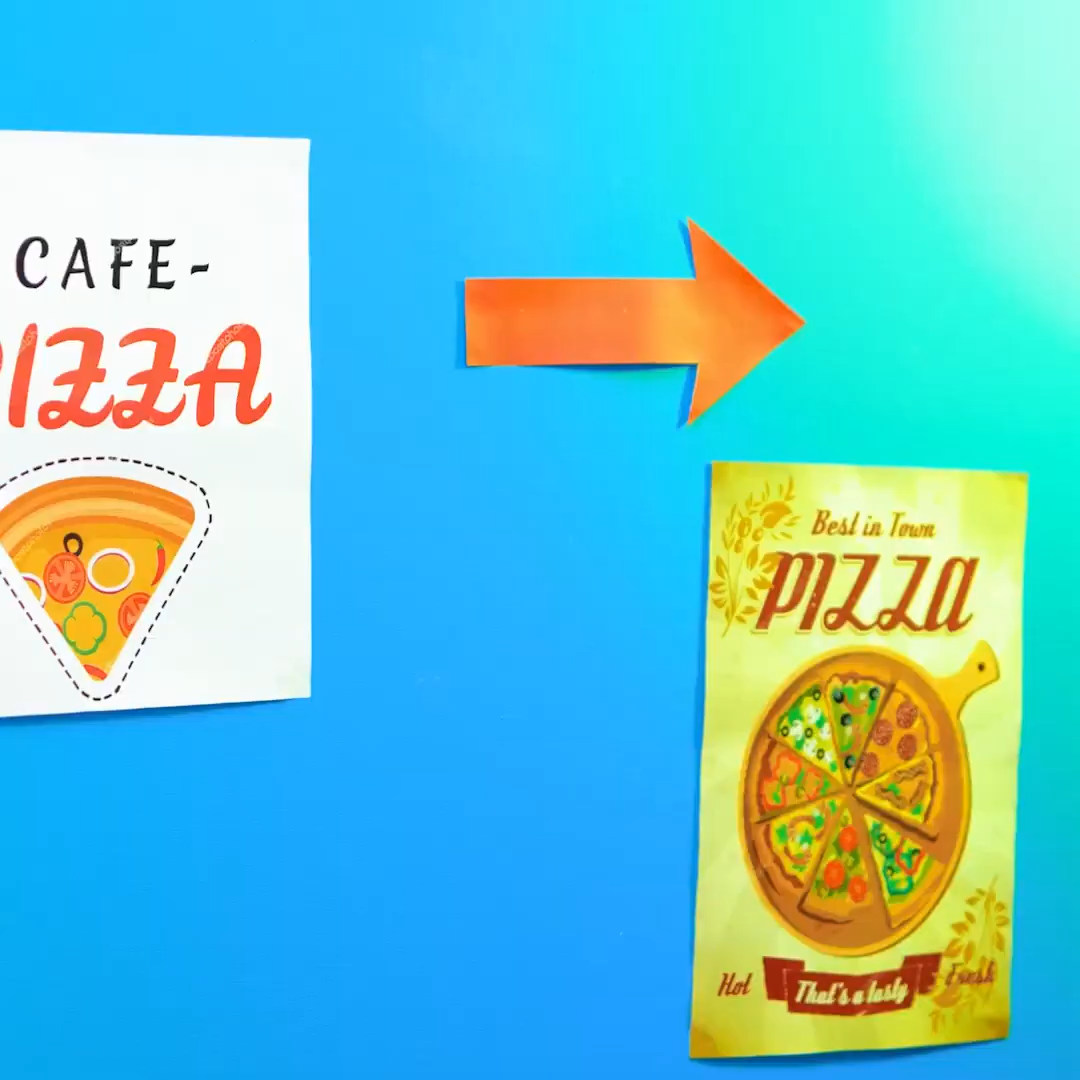 CAFE-
PIZZA
Best in Town
PIZZA
Hot
That's a tasty
Fresh